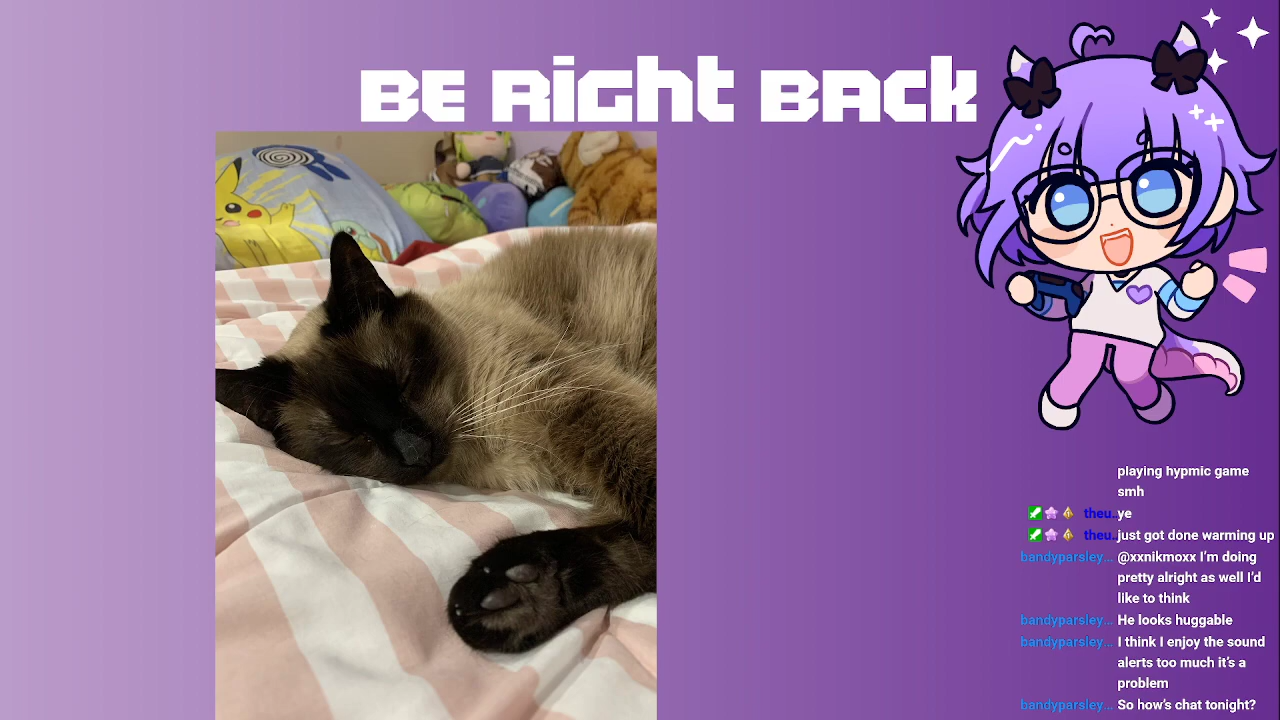 BE Right BACk
playing hypmic game
smh
theu..ye
theu..just got done warming up
bandyparsley... @xxnikmoxx I'm doing
pretty alright as well I'd
like to think
bandyparsley... He looks huggable
bandyparsley... I think I enjoy the sound
alerts too much it's a
problem
bandyparsley... So how's chat tonight?